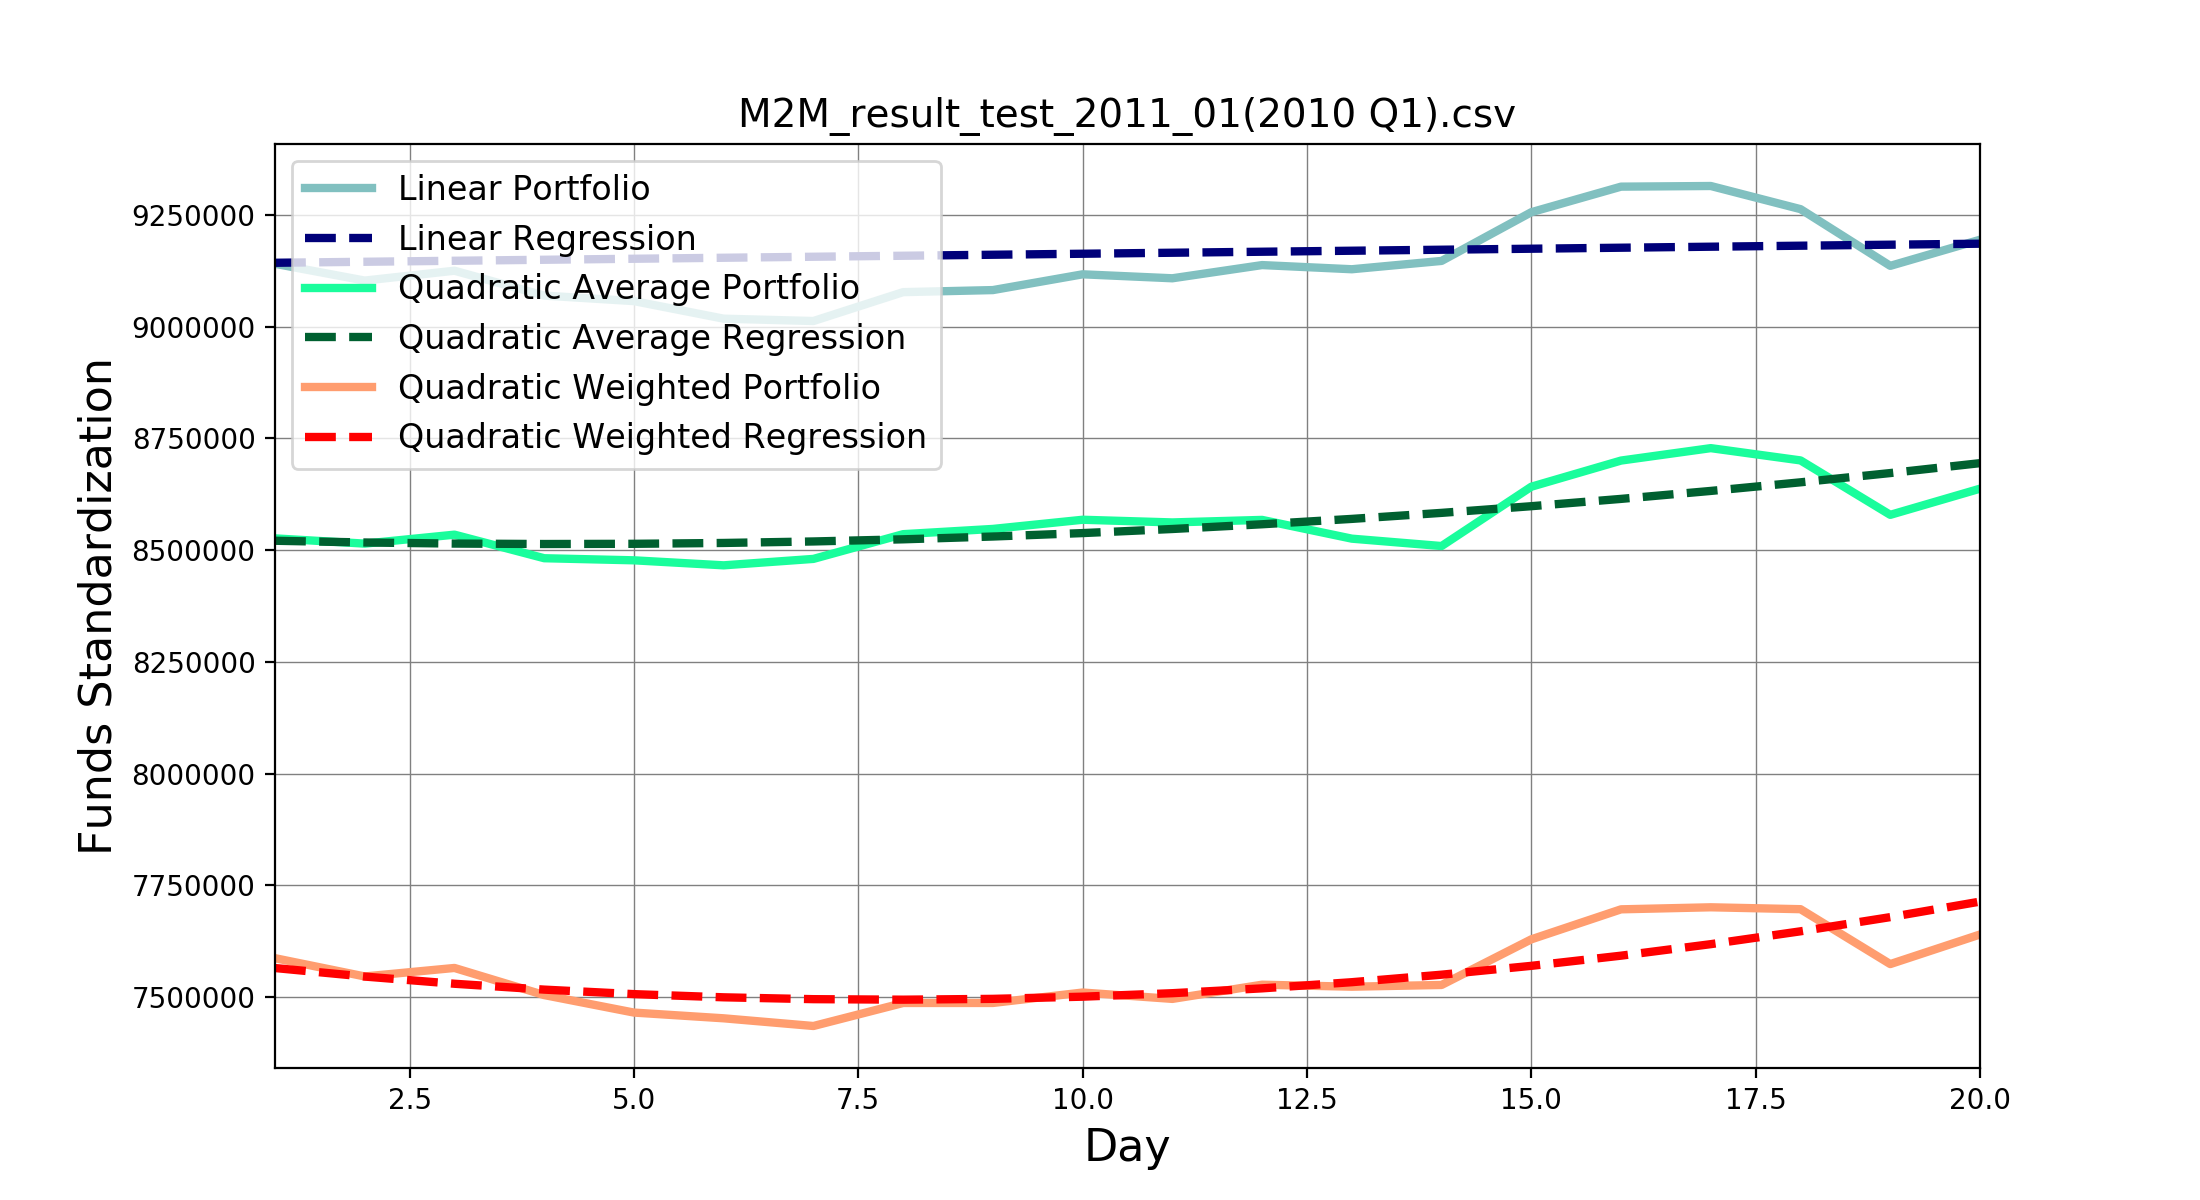 M2M_result_test_2011_01(2010 Q1).csv
Linear Portfolio
Linear Regression
Quadratic Average Portfolio
Quadratic Average Regression
Quadratic Weighted Portfolio
Quadratic Weighted Regression
Funds Standardization
9250000
9000000
8750000
8500000
8250000
8000000
7750000
7500000
2.5 5.0 7.5 10.0 12.5 15.0 17.5 20.0
Day